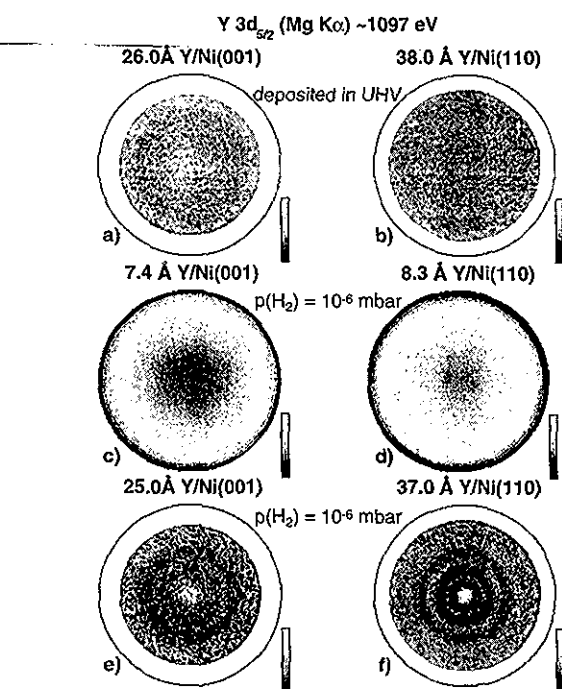 Y 3d5/2 (Mg Kα) ~1097 eV
26.0Å Y/Ni(001) 38.0 Å Y/Ni(110)
deposited in UHV
a) b)
7.4 Å Y/Ni(001) 8.3 Å Y/Ni(110)
p(H2) = 10-6 mbar
c) d)
25.0Å Y/Ni(001) 37.0 Å Y/Ni(110)
p(H2) = 10-6 mbar
e) f)